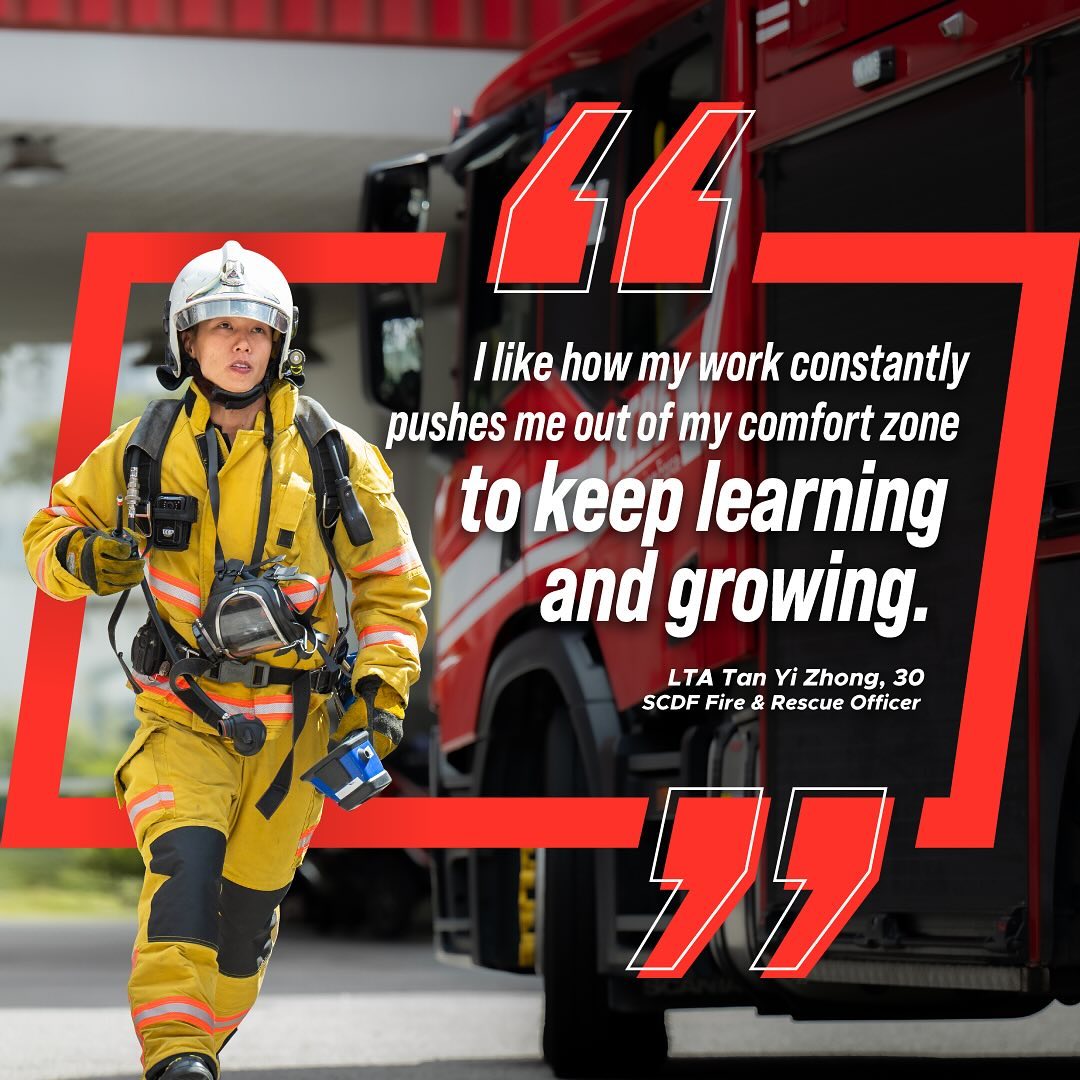 I like how my work constantly
pushes me out of my comfort zone
to keep learning
and growing.
LTA Tan Yi Zhong, 30
SCDF Fire & Rescue Officer